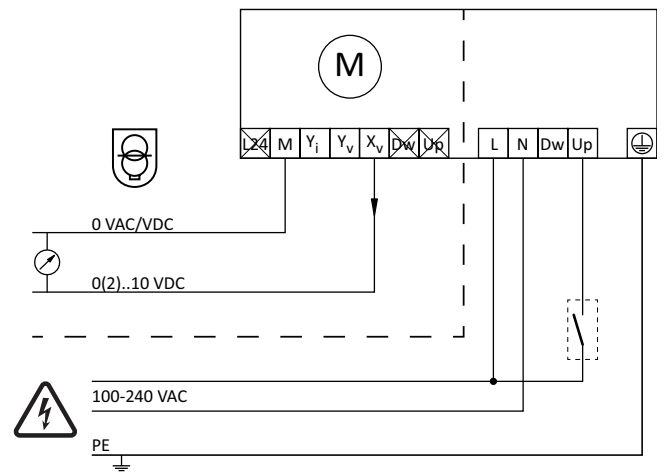 M
L24 M Yi Yv Xv Dw Up L N Dw Up
0 VAC/VDC
0(2)..10 VDC
100-240 VAC
PE